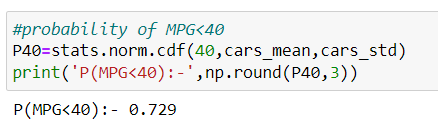 #probability of MPG<40
P40=stats.norm.cdf(40,cars_mean,cars_std)
print('P(MPG<40):-',np.round(P40,3))
P(MPG<40):- 0.729